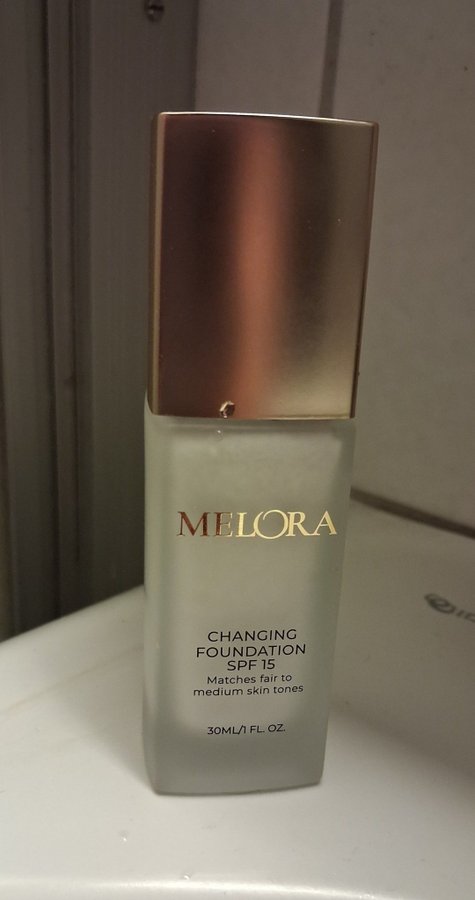 MELORA
CHANGING
FOUNDATION
SPF 15
Matches fair to
medium skin tones
30ML/1 FL. OZ.